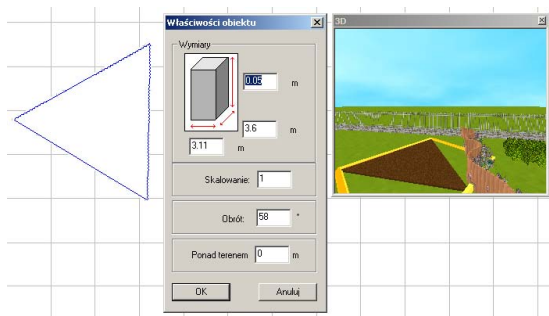 Właściwości obiektu
Wymiary
0.05 m
3.6 m
3.11 m
Skalowanie: 1
Obrót: 58 °
Ponad terenem 0 m
OK Anuluj
3D